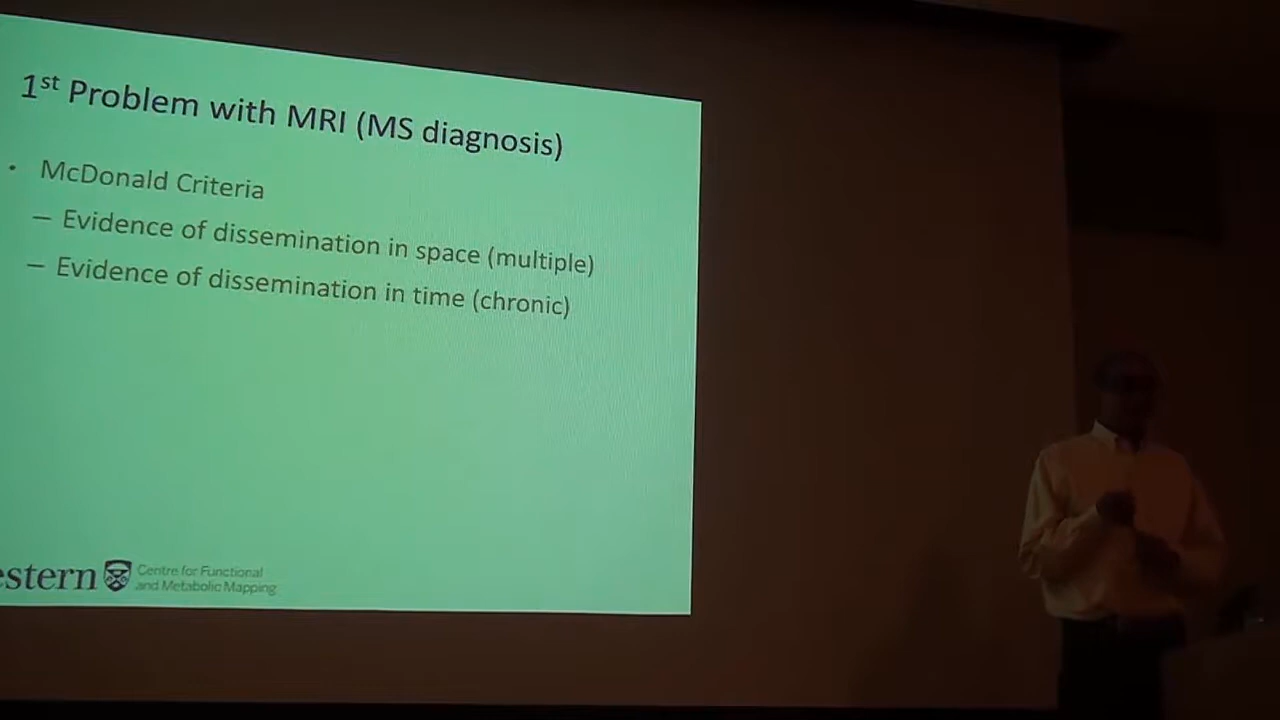 1st Problem with MRI (MS diagnosis)
• McDonald Criteria
– Evidence of dissemination in space (multiple)
– Evidence of dissemination in time (chronic)
estern
Centre for Functional
and Metabolic Mapping